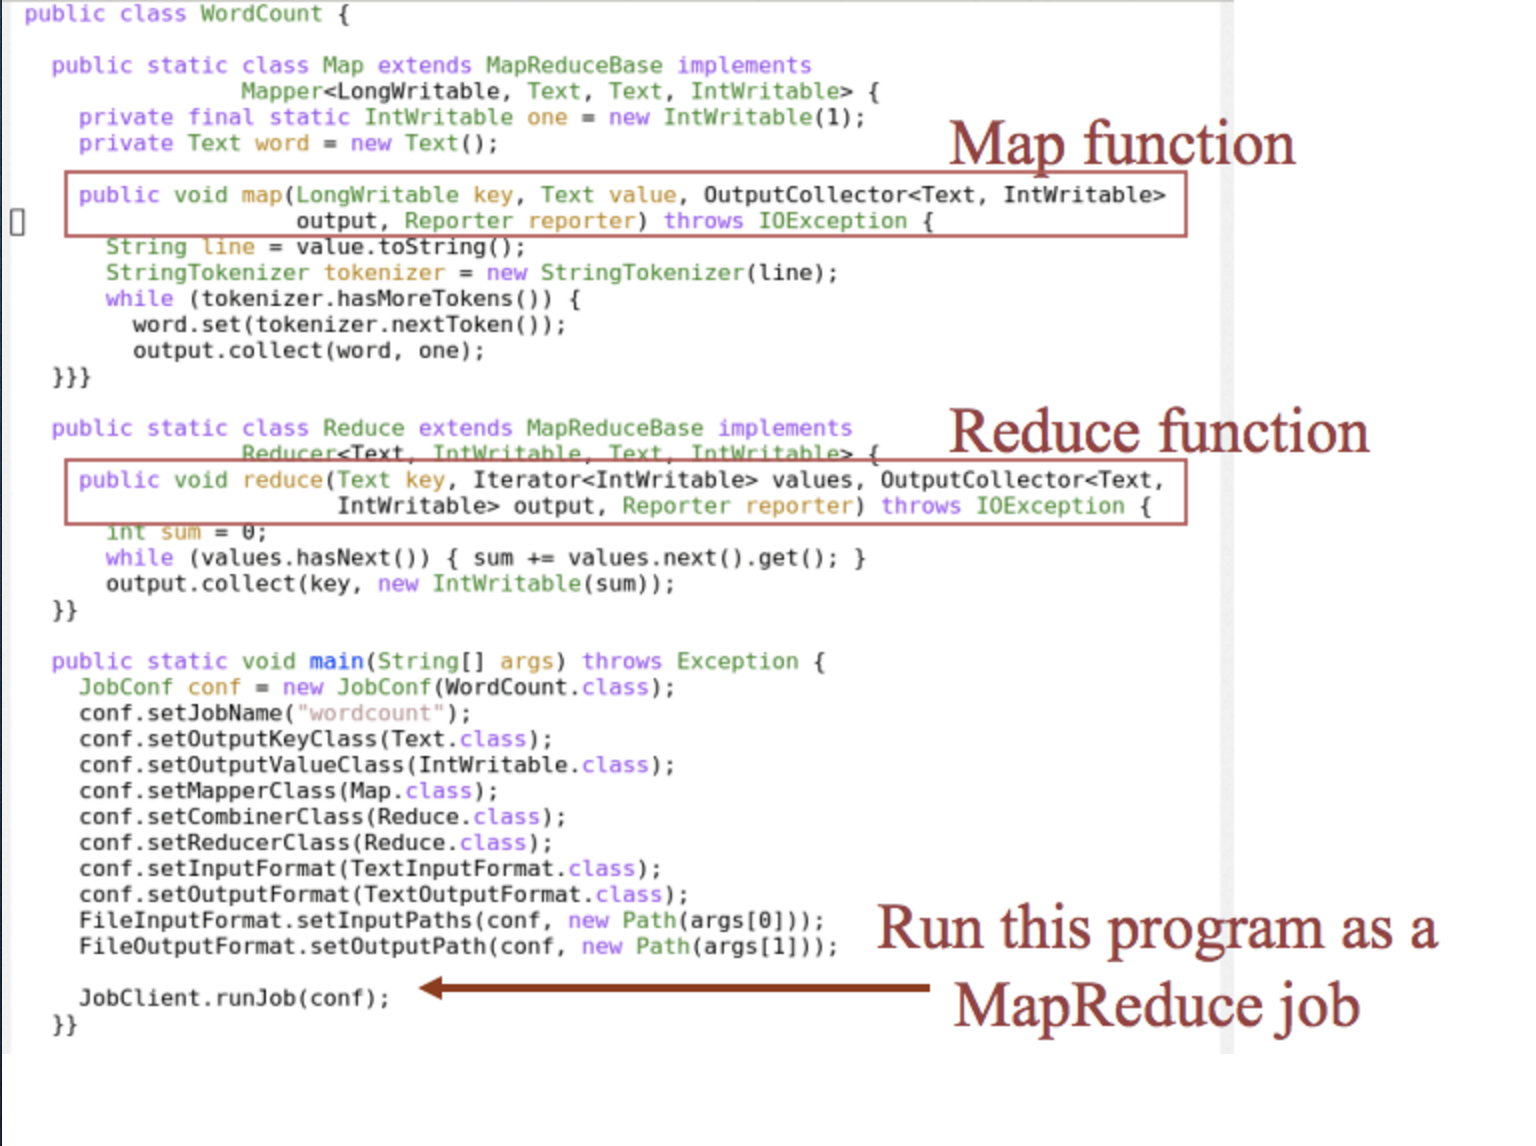 public class WordCount {
public static class Map extends MapReduceBase implements
Mapper<LongWritable, Text, Text, IntWritable> {
private final static IntWritable one = new IntWritable(1);
private Text word = new Text();
Map function
public void map(LongWritable key, Text value, OutputCollector<Text, IntWritable>
output, Reporter reporter) throws IOException {
String line = value.toString();
StringTokenizer tokenizer = new StringTokenizer(line);
while (tokenizer.hasMoreTokens()) {
word.set(tokenizer.nextToken());
output.collect(word, one);
}}}
public static class Reduce extends MapReduceBase implements
Reduce function
Reducer<Text, IntWritable, Text, IntWritable> {
public void reduce(Text key, Iterator<IntWritable> values, OutputCollector<Text,
IntWritable> output, Reporter reporter) throws IOException {
int sum = 0;
while (values.hasNext()) { sum += values.next().get(); }
output.collect(key, new IntWritable(sum));
}}
public static void main(String[] args) throws Exception {
JobConf conf = new JobConf(WordCount.class);
conf.setJobName("wordcount");
conf.setOutputKeyClass(Text.class);
conf.setOutputValueClass(IntWritable.class);
conf.setMapperClass(Map.class);
conf.setCombinerClass(Reduce.class);
conf.setReducerClass(Reduce.class);
conf.setInputFormat(TextInputFormat.class);
conf.setOutputFormat(TextOutputFormat.class);
FileInputFormat.setInputPaths(conf, new Path(args[0]));
FileOutputFormat.setOutputPath(conf, new Path(args[1]));
Run this program as a
MapReduce job
JobClient.runJob(conf);
}}